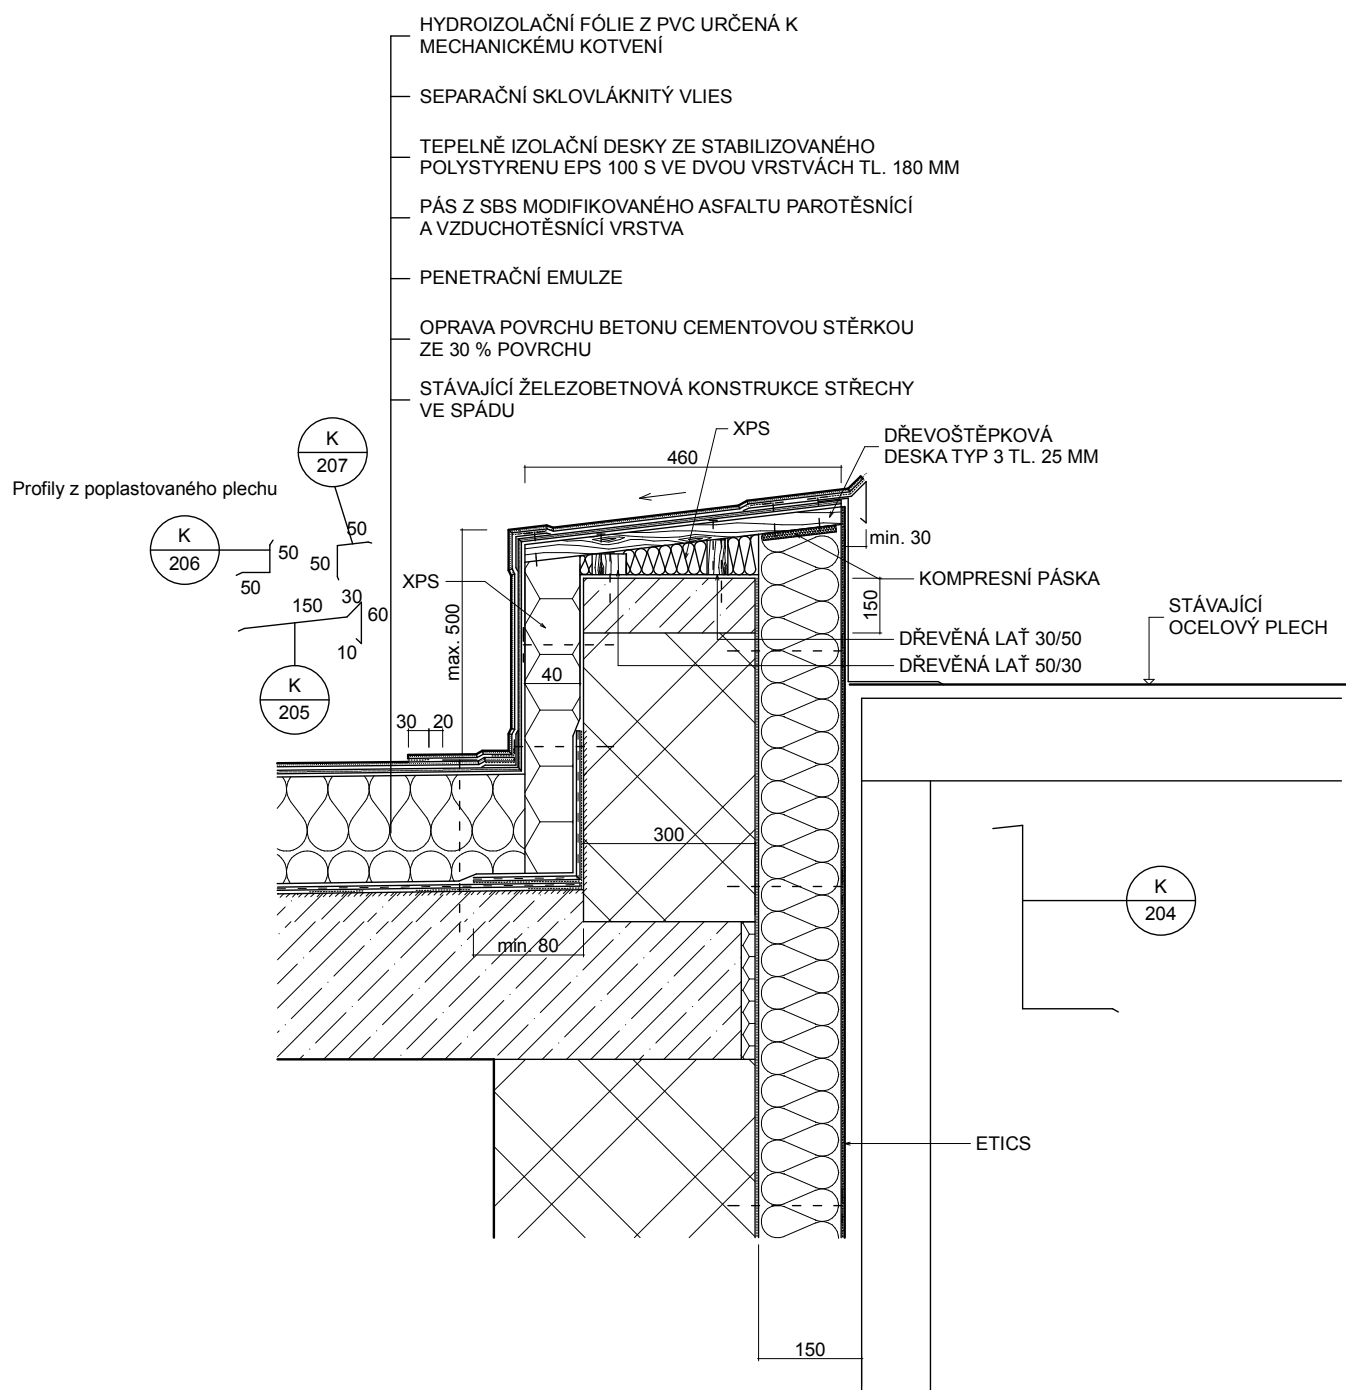 HYDROIZOLAČNÍ FÓLIE Z PVC URČENÁ K
MECHANICKÉMU KOTVENÍ
SEPARAČNÍ SKLOVLÁKNITÝ VLIES
TEPELNĚ IZOLAČNÍ DESKY ZE STABILIZOVANÉHO
POLYSTYRENU EPS 100 S VE DVOU VRSTVÁCH TL. 180 MM
PÁS Z SBS MODIFIKOVANÉHO ASFALTU PAROTĚSNÍCÍ
A VZDUCHOTĚSNÍCÍ VRSTVA
PENETRAČNÍ EMULZE
OPRAVA POVRCHU BETONU CEMENTOVOU STĚRKOU
ZE 30 % POVRCHU
STÁVAJÍCÍ ŽELEZOBETNOVÁ KONSTRUKCE STŘECHY
VE SPÁDU
K
207
XPS
DŘEVOŠTĚPKOVÁ
DESKA TYP 3 TL. 25 MM
460
Profily z poplastovaného plechu
K
206
50
50
50
50
min. 30
XPS
KOMPRESNÍ PÁSKA
150
30
60
10
max. 500
150
STÁVAJÍCÍ
OCELOVÝ PLECH
DŘEVĚNÁ LAŤ 30/50
DŘEVĚNÁ LAŤ 50/30
40
K
205
30
20
300
K
204
min. 80
ETICS
150